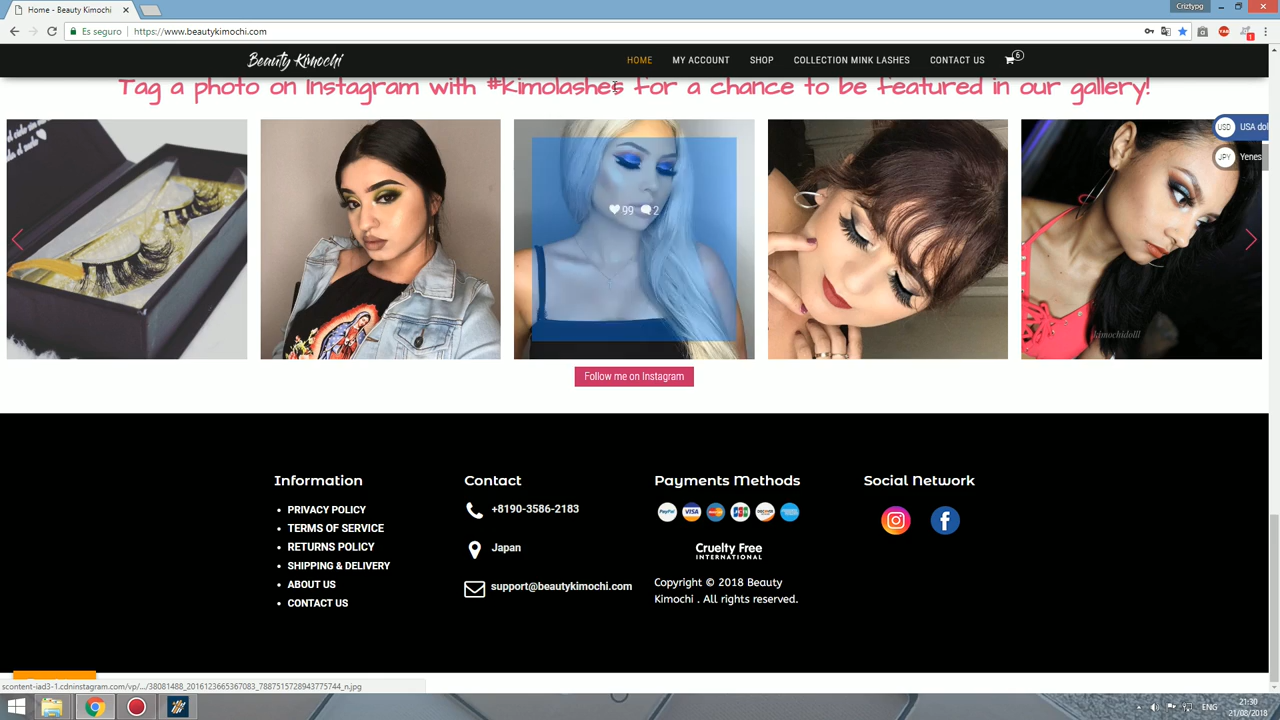 Home - Beauty Kimochi
Criztypg
Es seguro
https://www.beautykimochi.com
Beauty Kimochi
HOME
MY ACCOUNT
SHOP
COLLECTION MINK LASHES
CONTACT US
6
Tag a photo on Instagram with #kimolashes for a chance to be featured in our gallery!
USD
USA dol
JPY
Yenes
99
2
kimochidolll
Follow me on Instagram
Information
PRIVACY POLICY
TERMS OF SERVICE
RETURNS POLICY
SHIPPING & DELIVERY
ABOUT US
CONTACT US
Contact
+8190-3586-2183
Japan
support@beautykimochi.com
Payments Methods
PayPal
VISA
Cruelty Free
INTERNATIONAL
Copyright © 2018 Beauty
Kimochi . All rights reserved.
Social Network
scontent-iad3-1.cdninstagram.com/vp/.../38081488_2016123665367083_7887515728943775744_n.jpg
ENG
21:30
21/08/2018